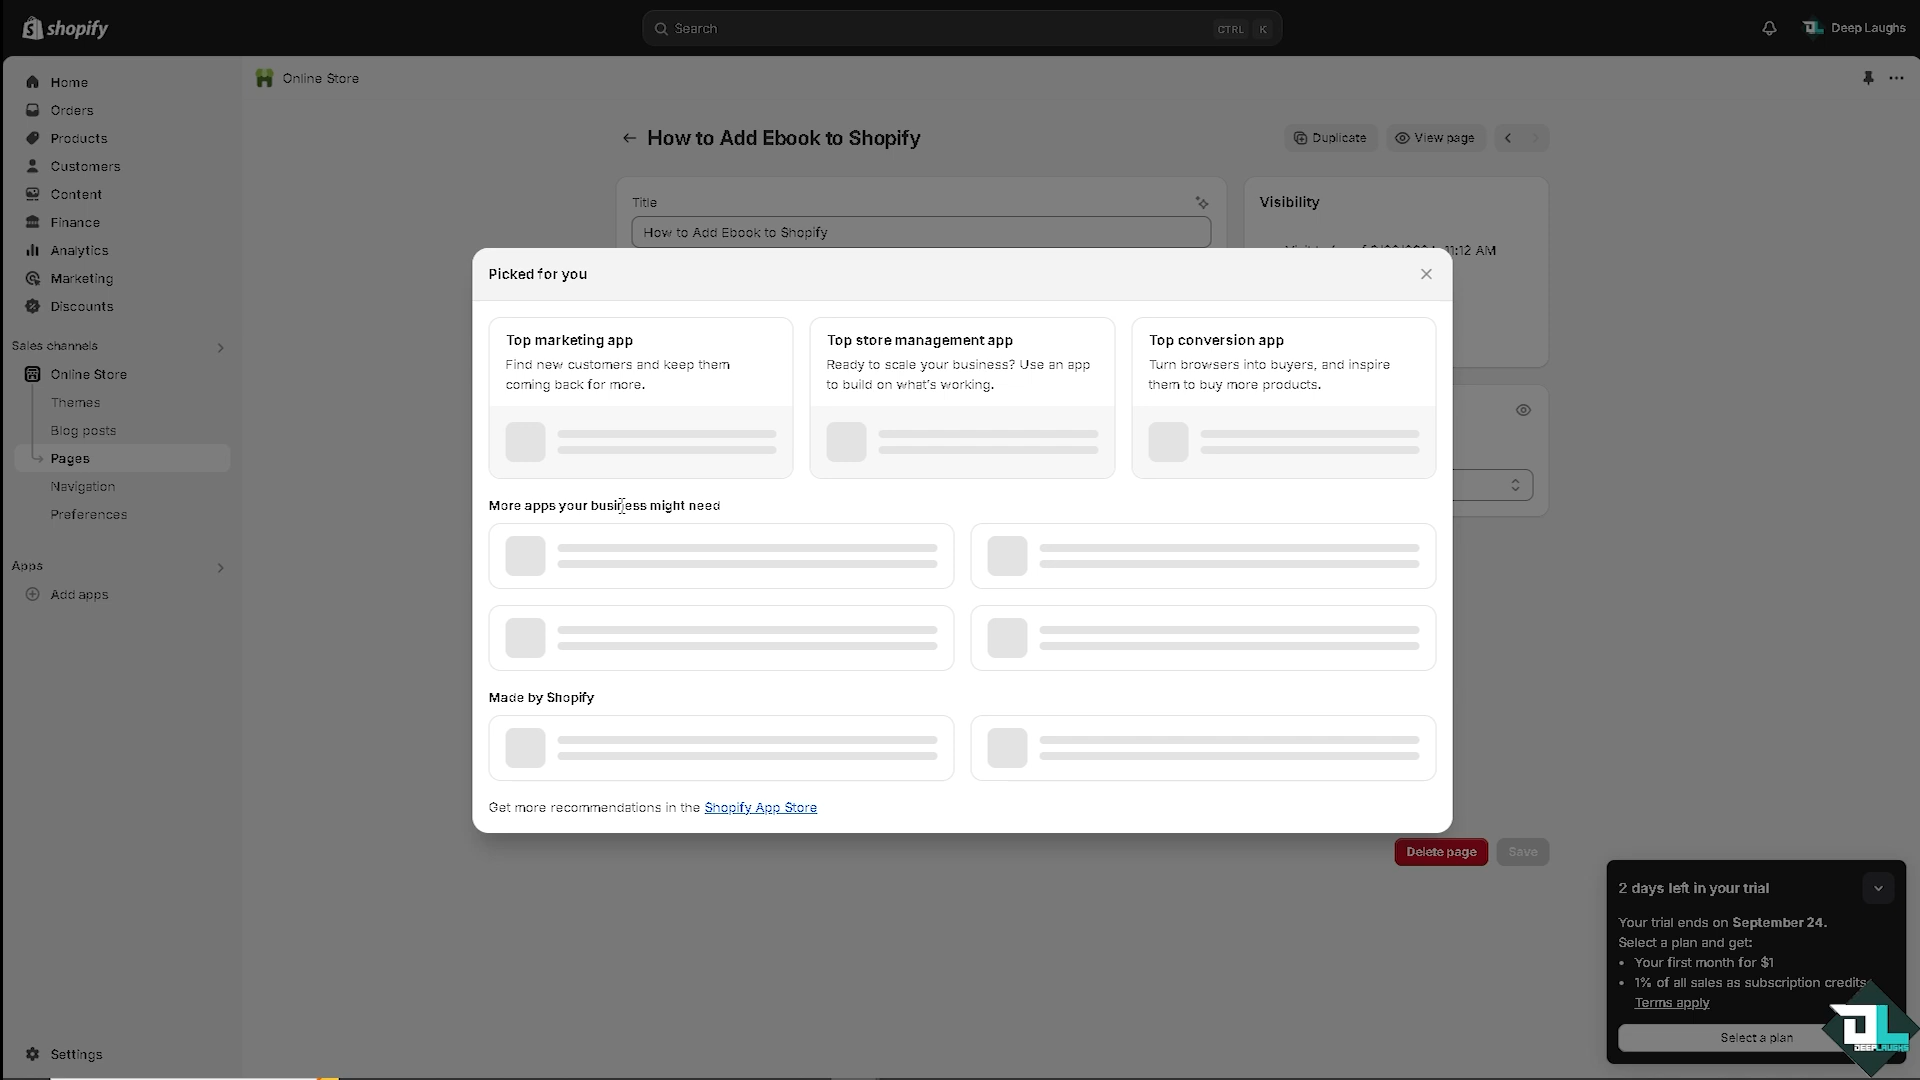 shopify
Search
CTRL K
Deep Laughs
Home
Orders
Products
Customers
Content
Finance
Analytics
Marketing
Discounts
Sales channels
Online Store
Themes
Blog posts
Pages
Navigation
Preferences
Apps
Add apps
Settings
Online Store
How to Add Ebook to Shopify
Duplicate
View page
Title
How to Add Ebook to Shopify
Visibility
11:12 AM
Picked for you
Top marketing app
Find new customers and keep them
coming back for more.
Top store management app
Ready to scale your business? Use an app
to build on what's working.
Top conversion app
Turn browsers into buyers, and inspire
them to buy more products.
More apps your business might need
Made by Shopify
Get more recommendations in the Shopify App Store
Delete page
Save
2 days left in your trial
Your trial ends on September 24.
Select a plan and get:
• Your first month for $1
• 1% of all sales as subscription credits
Terms apply
Select a plan
DL
DEEPLAUGHS